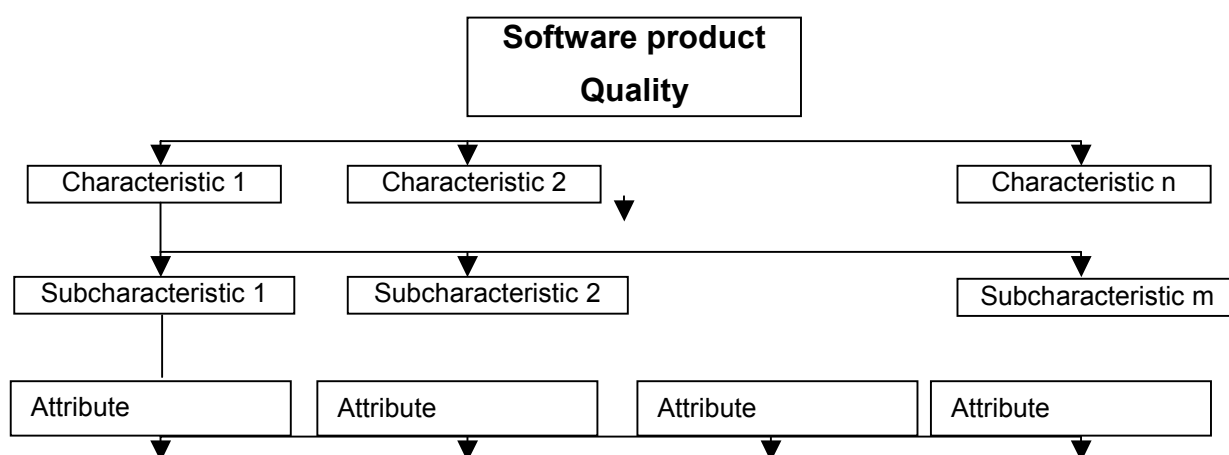 Software product
Quality
Characteristic 1 Characteristic 2 Characteristic n
Subcharacteristic 1 Subcharacteristic 2 Subcharacteristic m
Attribute Attribute Attribute Attribute